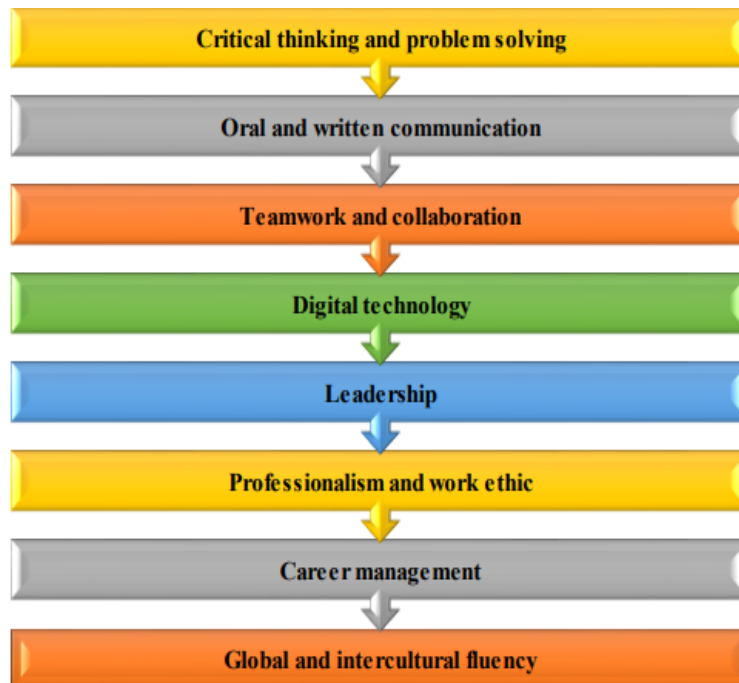 Critical thinking and problem solving
Oral and written communication
Teamwork and collaboration
Digital technology
Leadership
Professionalism and work ethic
Career management
Global and intercultural fluency